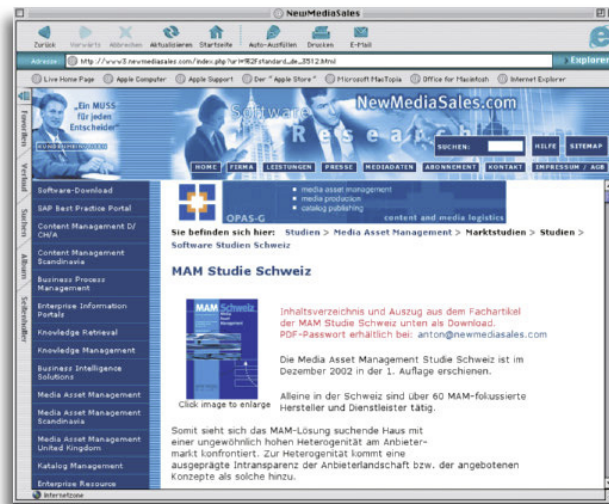 NewMediaSales
Zurück Vorwärts Abbrechen Aktualisieren Startseite Auto-Ausfüllen Drucken E-Mail
Adresse http://www3.newmediasales.com/index.php?url=%2Fstandard_de_3512.html
Explorer
Live Home Page Apple Computer Apple Support Der "Apple Store" Microsoft MacTopia Office for Macintosh Internet Explorer
Favoriten
Verlauf
Suchen
Album
Seitenhalter
„Ein MUSS
für jeden
Entscheider"
KUNDENMEINUNGEN
Software
Research
NewMediaSales.com
SUCHEN:
HILFE SITEMAP
HOME FIRMA LEISTUNGEN PRESSE MEDIADATEN ABONNEMENT KONTAKT IMPRESSUM / AGB
Software-Download
SAP Best Practice Portal
Content Management D/
CH/A
Content Management
Scandinavia
Business Process
Management
Enterprise Information
Portals
Knowledge Retrieval
Knowledge Management
Business Intelligence
Solutions
Media Asset Management
Media Asset Management
Scandinavia
Media Asset Management
United Kingdom
Katalog Management
Enterprise Resource
OPAS-G
media asset management
media production
catalog publishing
content and media logistics
Sie befinden sich hier: Studien > Media Asset Management > Marktstudien > Studien >
Software Studien Schweiz
MAM Studie Schweiz
MAM Schweiz
Media
Asset
Management
Click image to enlarge
Inhaltsverzeichnis und Auszug aus dem Fachartikel
der MAM Studie Schweiz unten als Download.
PDF-Passwort erhältlich bei: anton@newmediasales.com
Die Media Asset Management Studie Schweiz ist im
Dezember 2002 in der 1. Auflage erschienen.
Alleine in der Schweiz sind über 60 MAM-fokussierte
Hersteller und Dienstleister tätig.
Somit sieht sich das MAM-Lösung suchende Haus mit
einer ungewöhnlich hohen Heterogenität am Anbieter-
markt konfrontiert. Zur Heterogenität kommt eine
ausgeprägte Intransparenz der Anbieterlandschaft bzw. der angebotenen
Konzepte als solche hinzu.
Internetzone